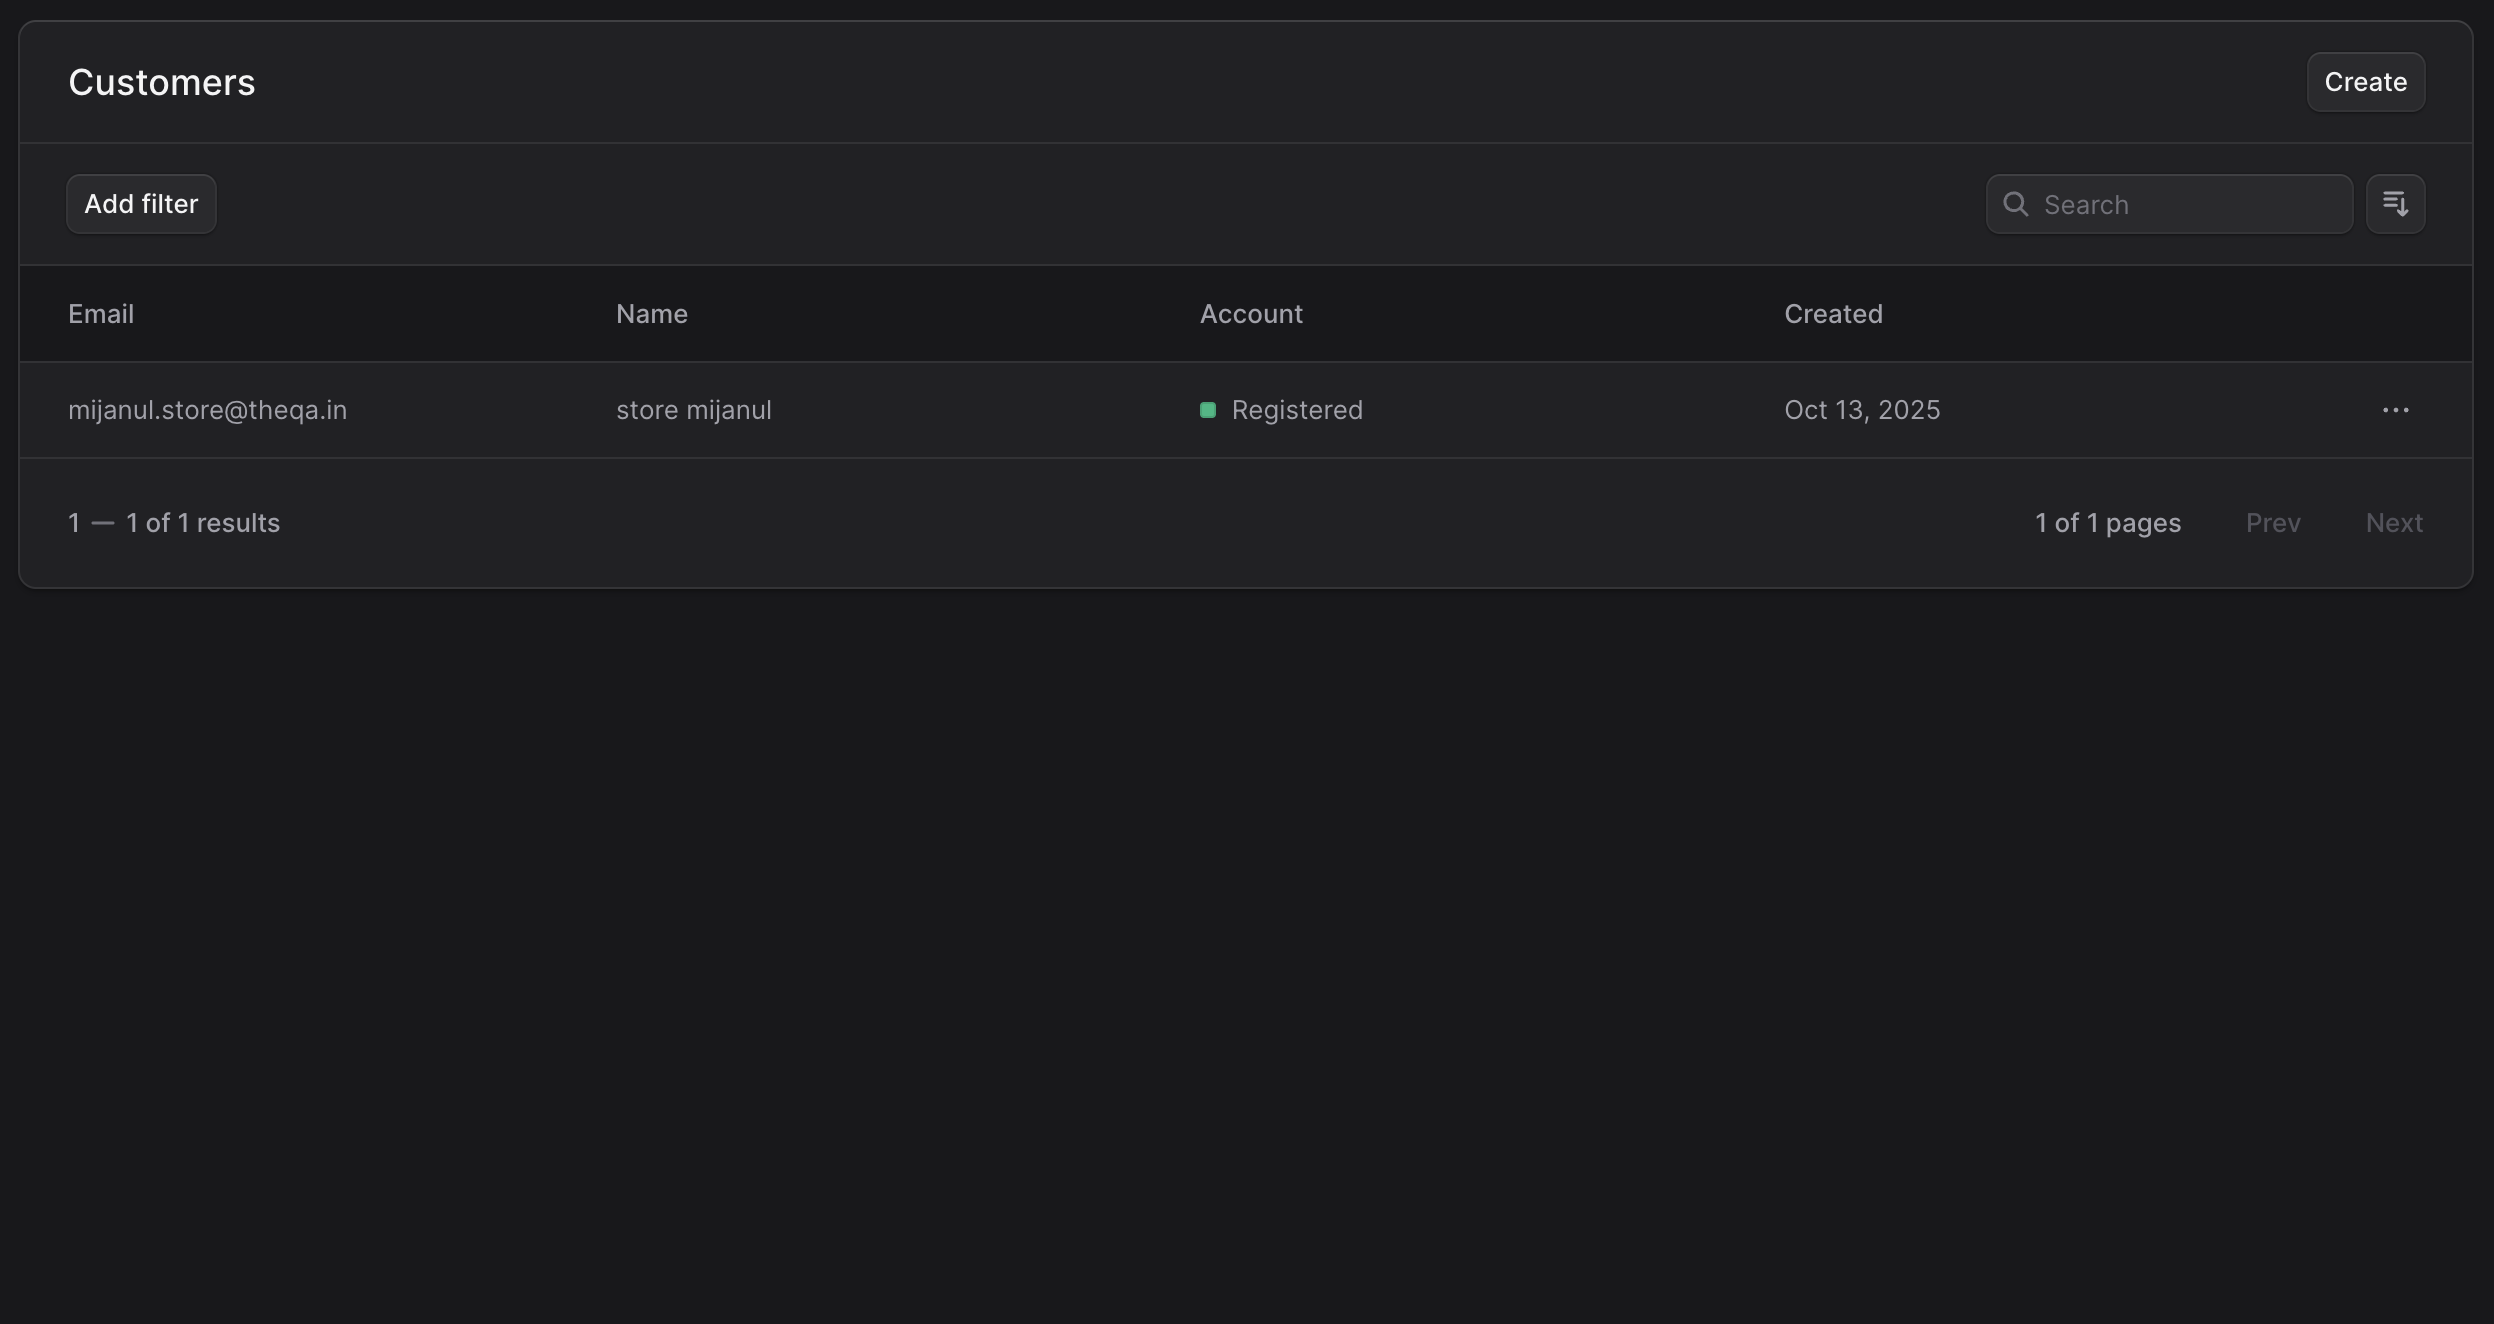 Customers
Create
Add filter
Search
Email Name Account Created
mijanul.store@theqa.in store mijanul Registered Oct 13, 2025
1 — 1 of 1 results
1 of 1 pages Prev Next